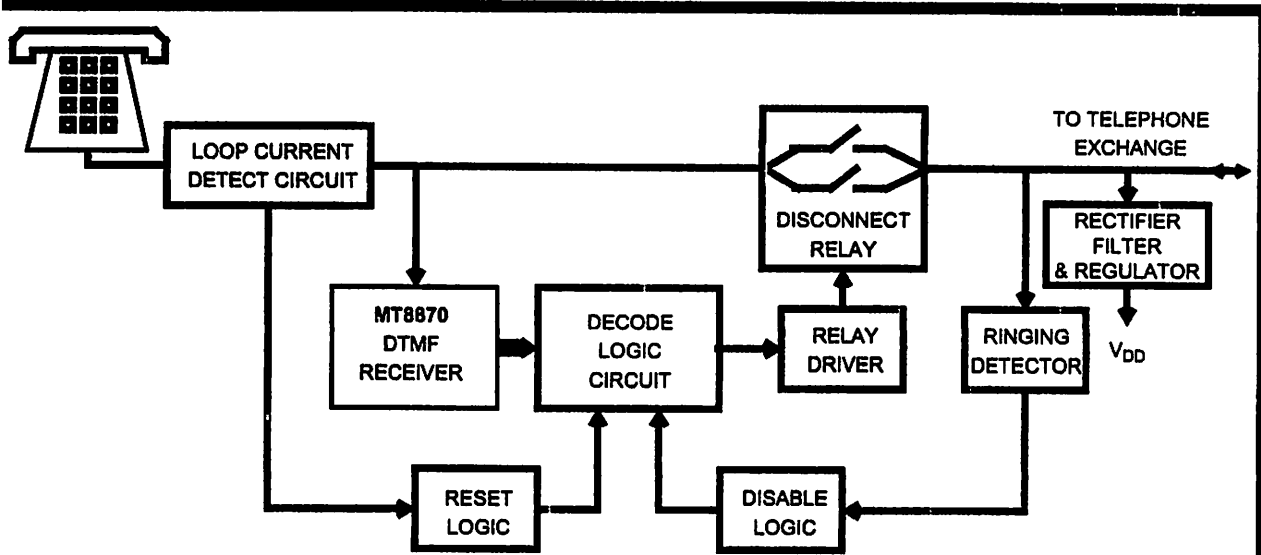 LOOP CURRENT
DETECT CIRCUIT
DISCONNECT
RELAY
TO TELEPHONE
EXCHANGE
RECTIFIER
FILTER
& REGULATOR
MT8870
DTMF
RECEIVER
DECODE
LOGIC
CIRCUIT
RELAY
DRIVER
RINGING
DETECTOR
VDD
RESET
LOGIC
DISABLE
LOGIC